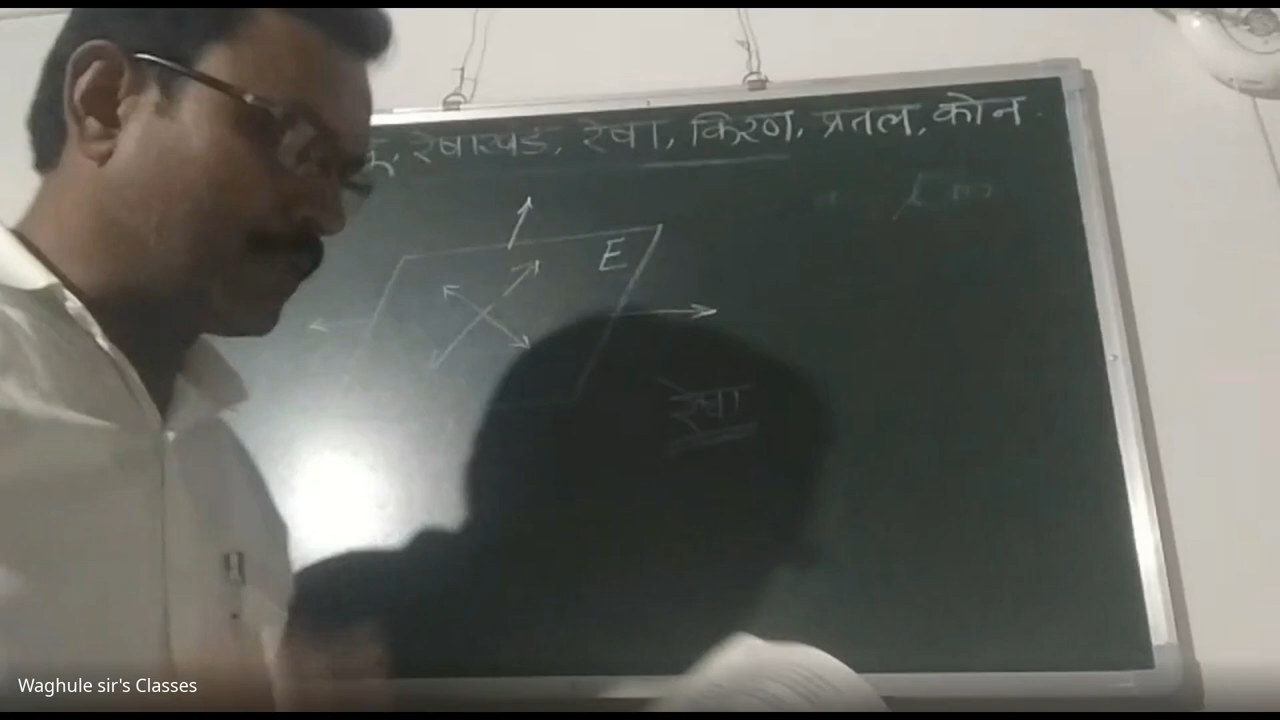 रेषाखंड, रेषा, किरण, प्रतल, कोन.
E
रेषा
Waghule sir's Classes